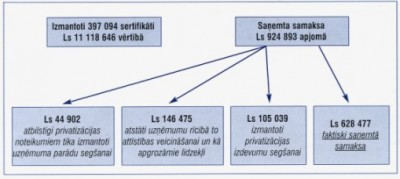 Izmantoti 397 094 sertifikāti
Ls 11 118 646 vērtībā
Saņemta samaksa
Ls 924 893 apjomā
Ls 44 902
atbilstīgi privatizācijas
noteikumiem tika izmantoti
uzņēmuma parādu segšanai
Ls 146 475
atstāti uzņēmumu rīcībā to
attīstības veicināšanai un kā
apgrozāmie līdzekļi
Ls 105 039
izmantoti
privatizācijas
izdevumu segšanai
Ls 628 477
faktiski saņemtā
samaksa